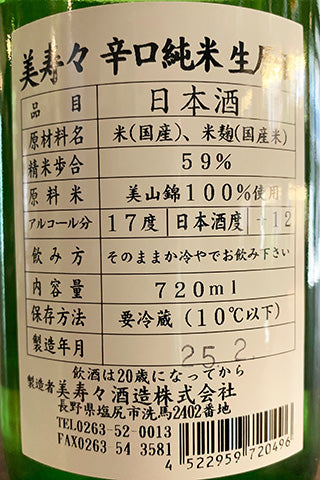 美寿々 辛口純米生原
品目 日本酒
原材料名 米(国産)、米麹(国産米)
精米歩合 59%
原料米 美山錦100%使用
アルコール分 17度 日本酒度 -12
飲み方 そのままか冷やでお飲み下さい
内容量 720ml
保存方法 要冷蔵(10℃以下)
製造年月 25.2.
飲酒は20歳になってから
製造者 美寿々酒造株式会社
長野県塩尻市洗馬2402番地
TEL0263-52-0013
FAX0263 54 3581
4 522959 720496